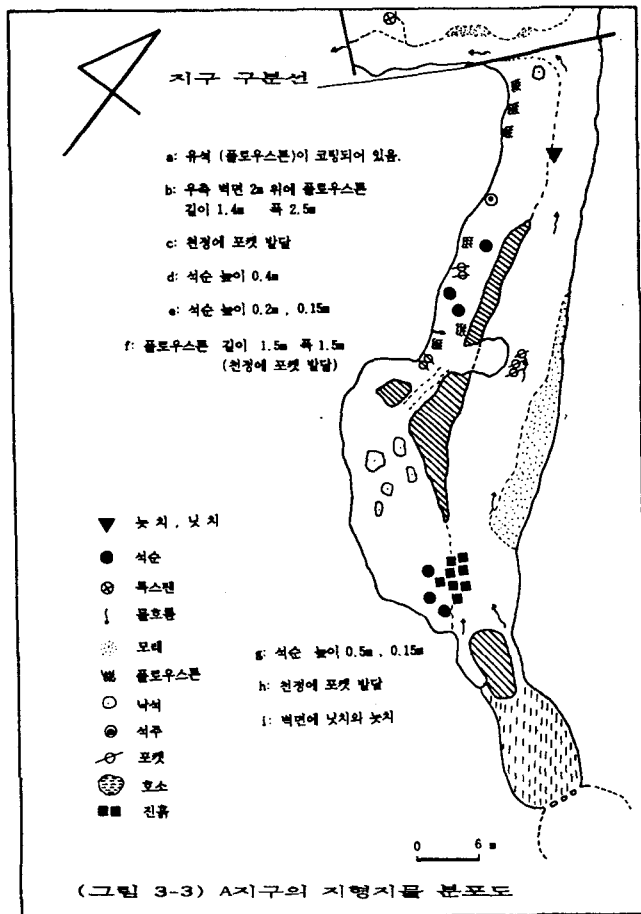 지구 구분선
a: 유석 (플로우스톤)이 코팅되어 있음.
b: 우측 벽면 2m 위에 플로우스톤
길이 1.4m 폭 2.5m
c: 천정에 포켓 발달
d: 석순 높이 0.4m
e: 석순 높이 0.2m , 0.15m
f: 플로우스톤 길이 1.5m 폭 1.5m
(천정에 포켓 발달)
놋치 , 닛치
석순
툭스팬
물흐름
모래
플로우스톤
낙석
석주
포켓
호소
진흙
g: 석순 높이 0.5m , 0.15m
h: 천정에 포켓 발달
i: 벽면에 닛치와 놋치
0 6 m
(그림 3-3) A지구의 지형지물 분포도